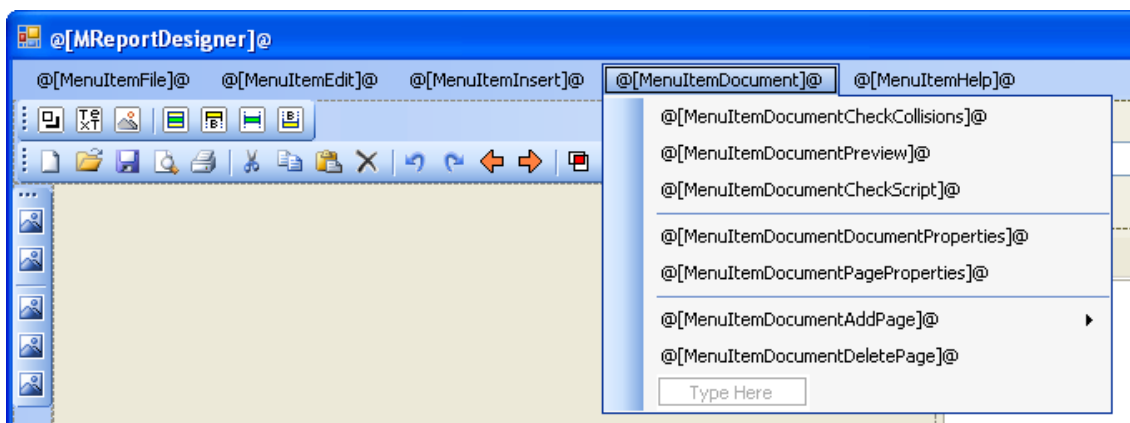 @[MReportDesigner]@
@[MenuItemFile]@ @[MenuItemEdit]@ @[MenuItemInsert]@ @[MenuItemDocument]@ @[MenuItemHelp]@
@[MenuItemDocumentCheckCollisions]@
@[MenuItemDocumentPreview]@
@[MenuItemDocumentCheckScript]@
@[MenuItemDocumentDocumentProperties]@
@[MenuItemDocumentPageProperties]@
@[MenuItemDocumentAddPage]@
@[MenuItemDocumentDeletePage]@
Type Here